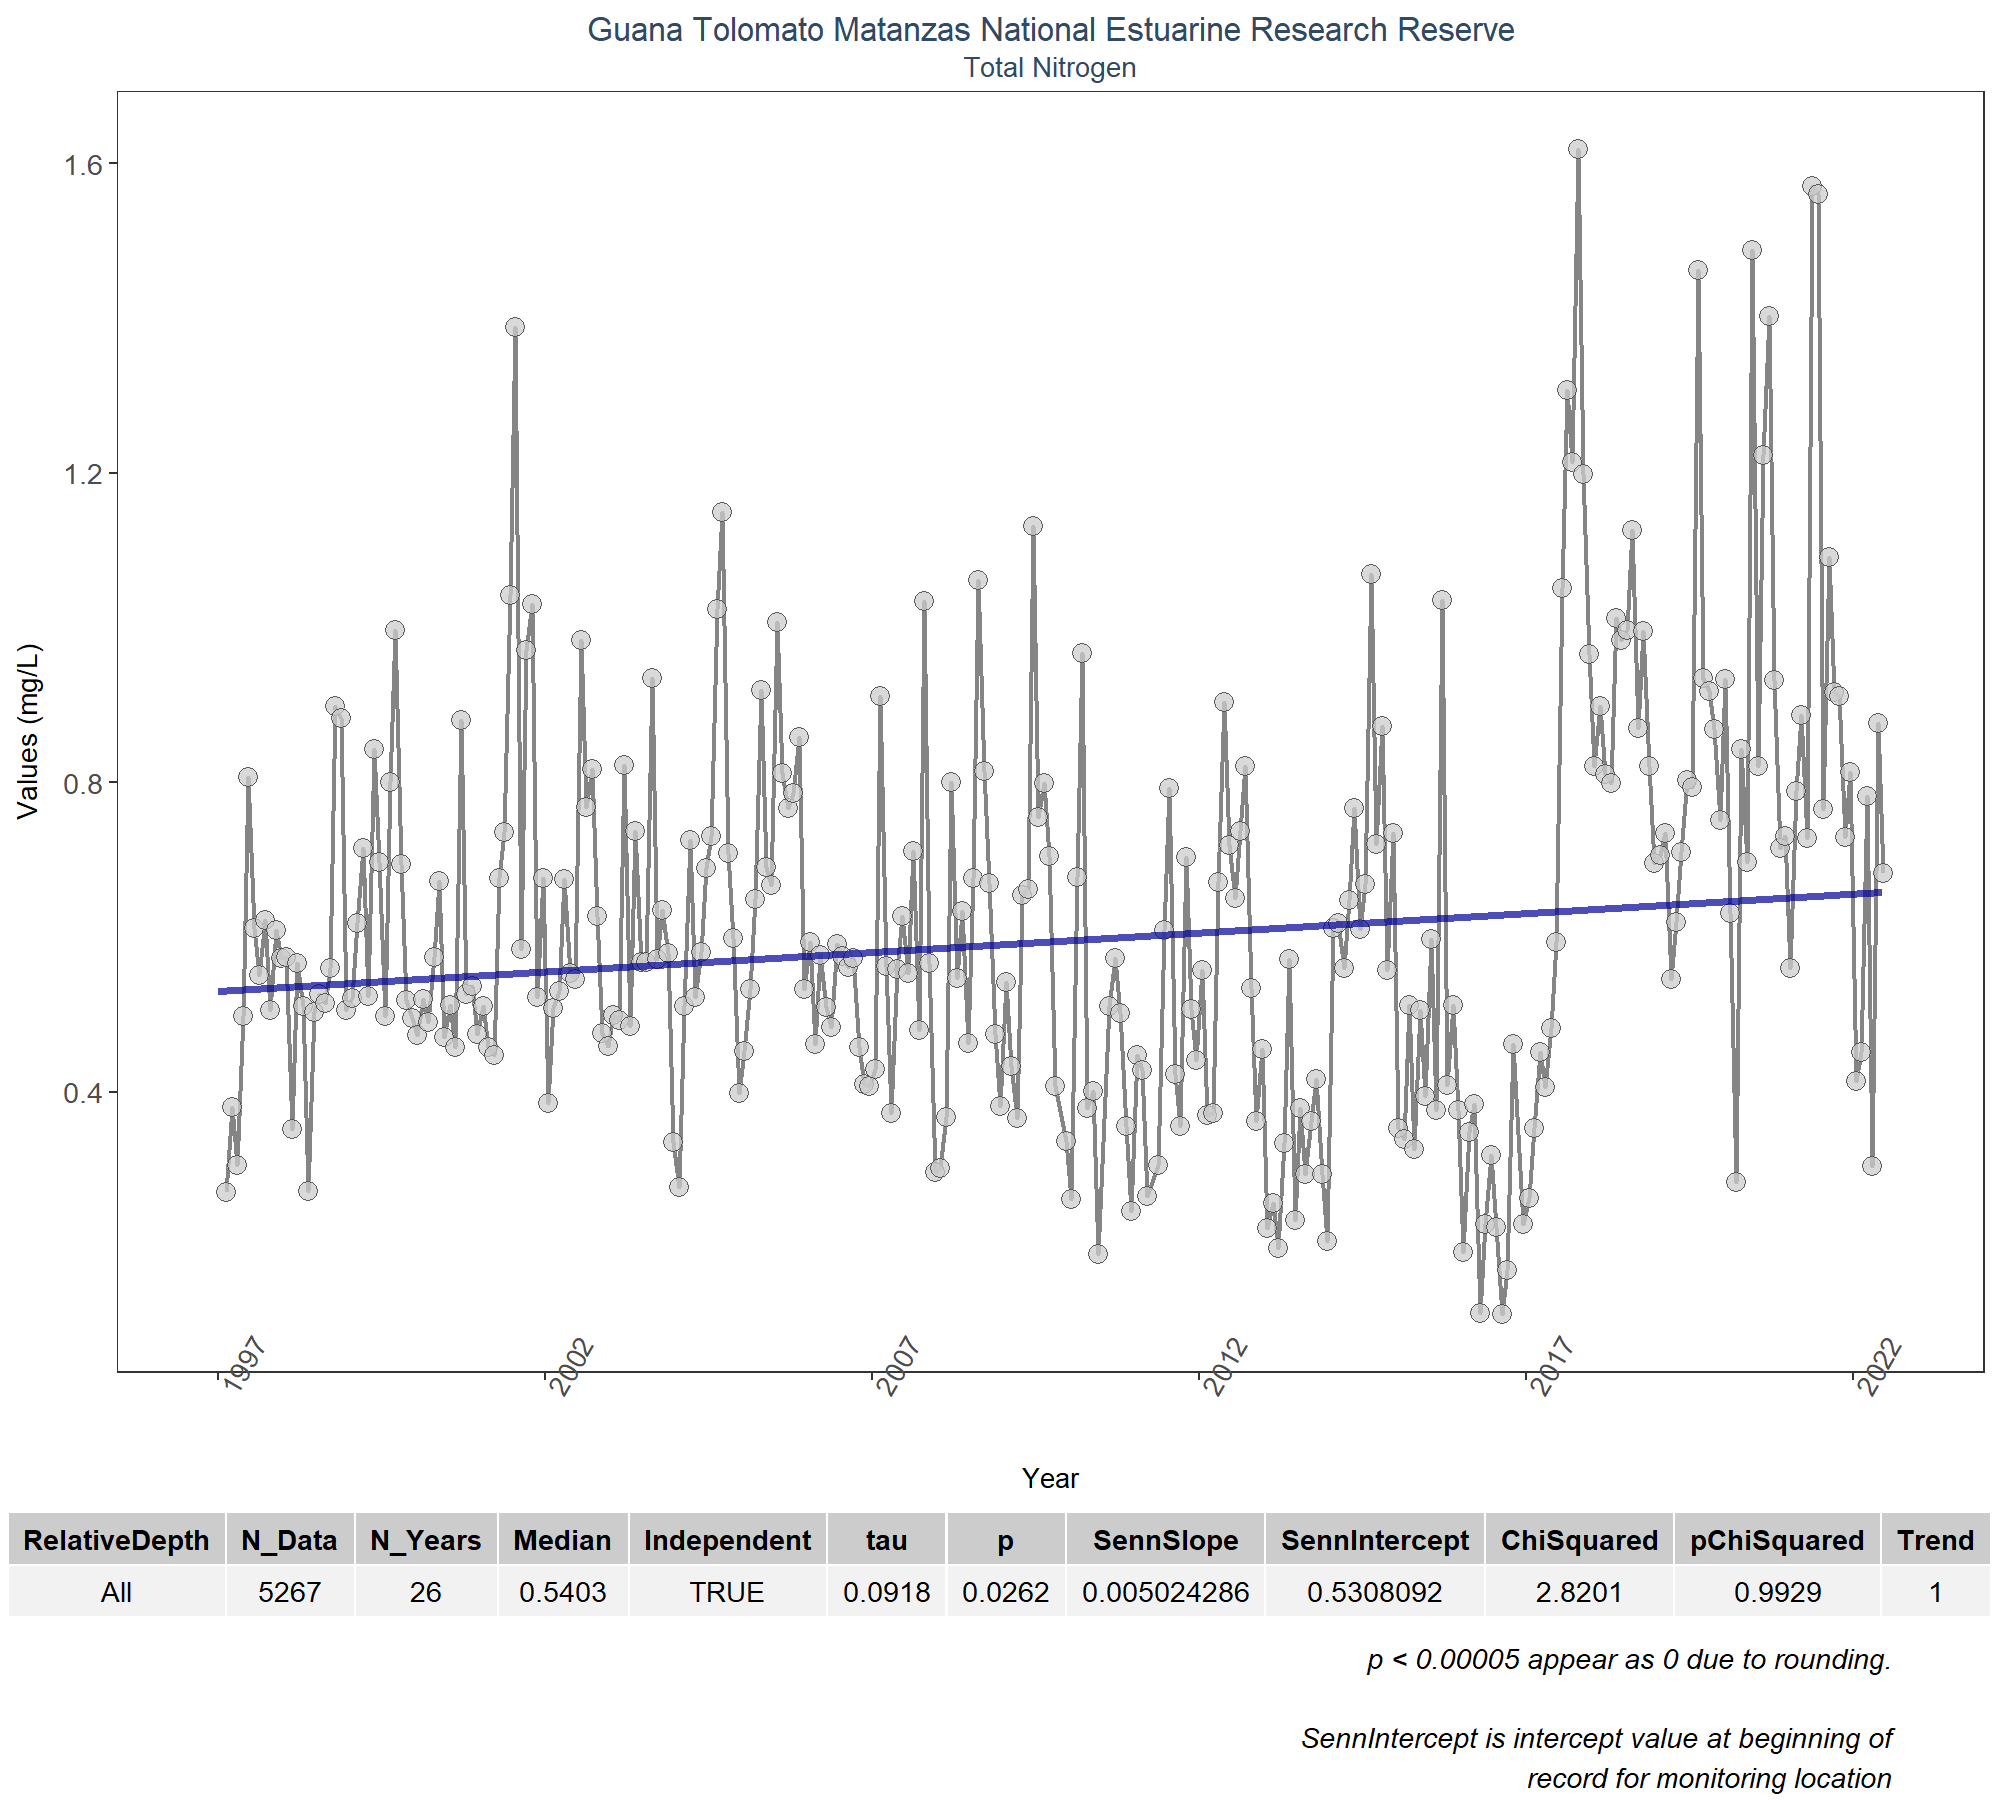 Guana Tolomato Matanzas National Estuarine Research Reserve
Total Nitrogen
1.6
1.2
0.8
0.4
Values (mg/L)
1997 2002 2007 2012 2017 2022
Year
RelativeDepth N_Data N_Years Median Independent tau p SennSlope SennIntercept ChiSquared pChiSquared Trend
All 5267 26 0.5403 TRUE 0.0918 0.0262 0.005024286 0.5308092 2.8201 0.9929 1
p < 0.00005 appear as 0 due to rounding.
SennIntercept is intercept value at beginning of
record for monitoring location